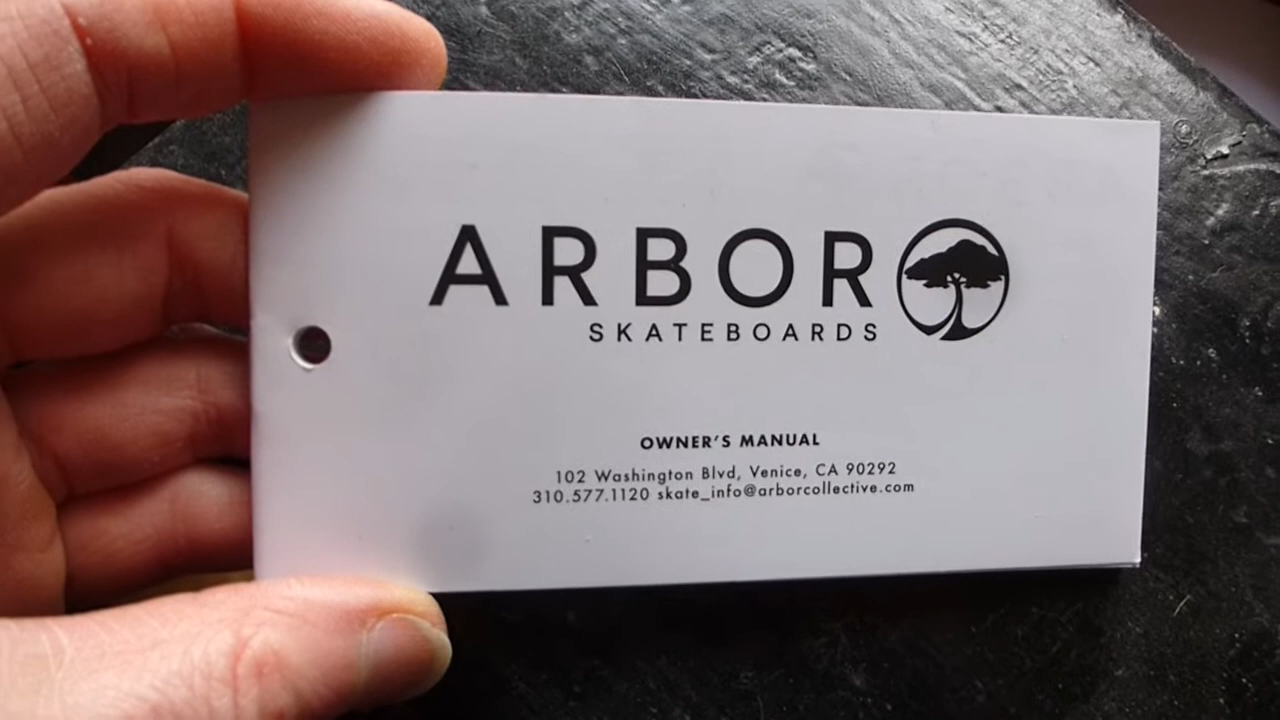 ARBOR
SKATEBOARDS
OWNER'S MANUAL
102 Washington Blvd, Venice, CA 90292
310.577.1120 skate_info@arborcollective.com